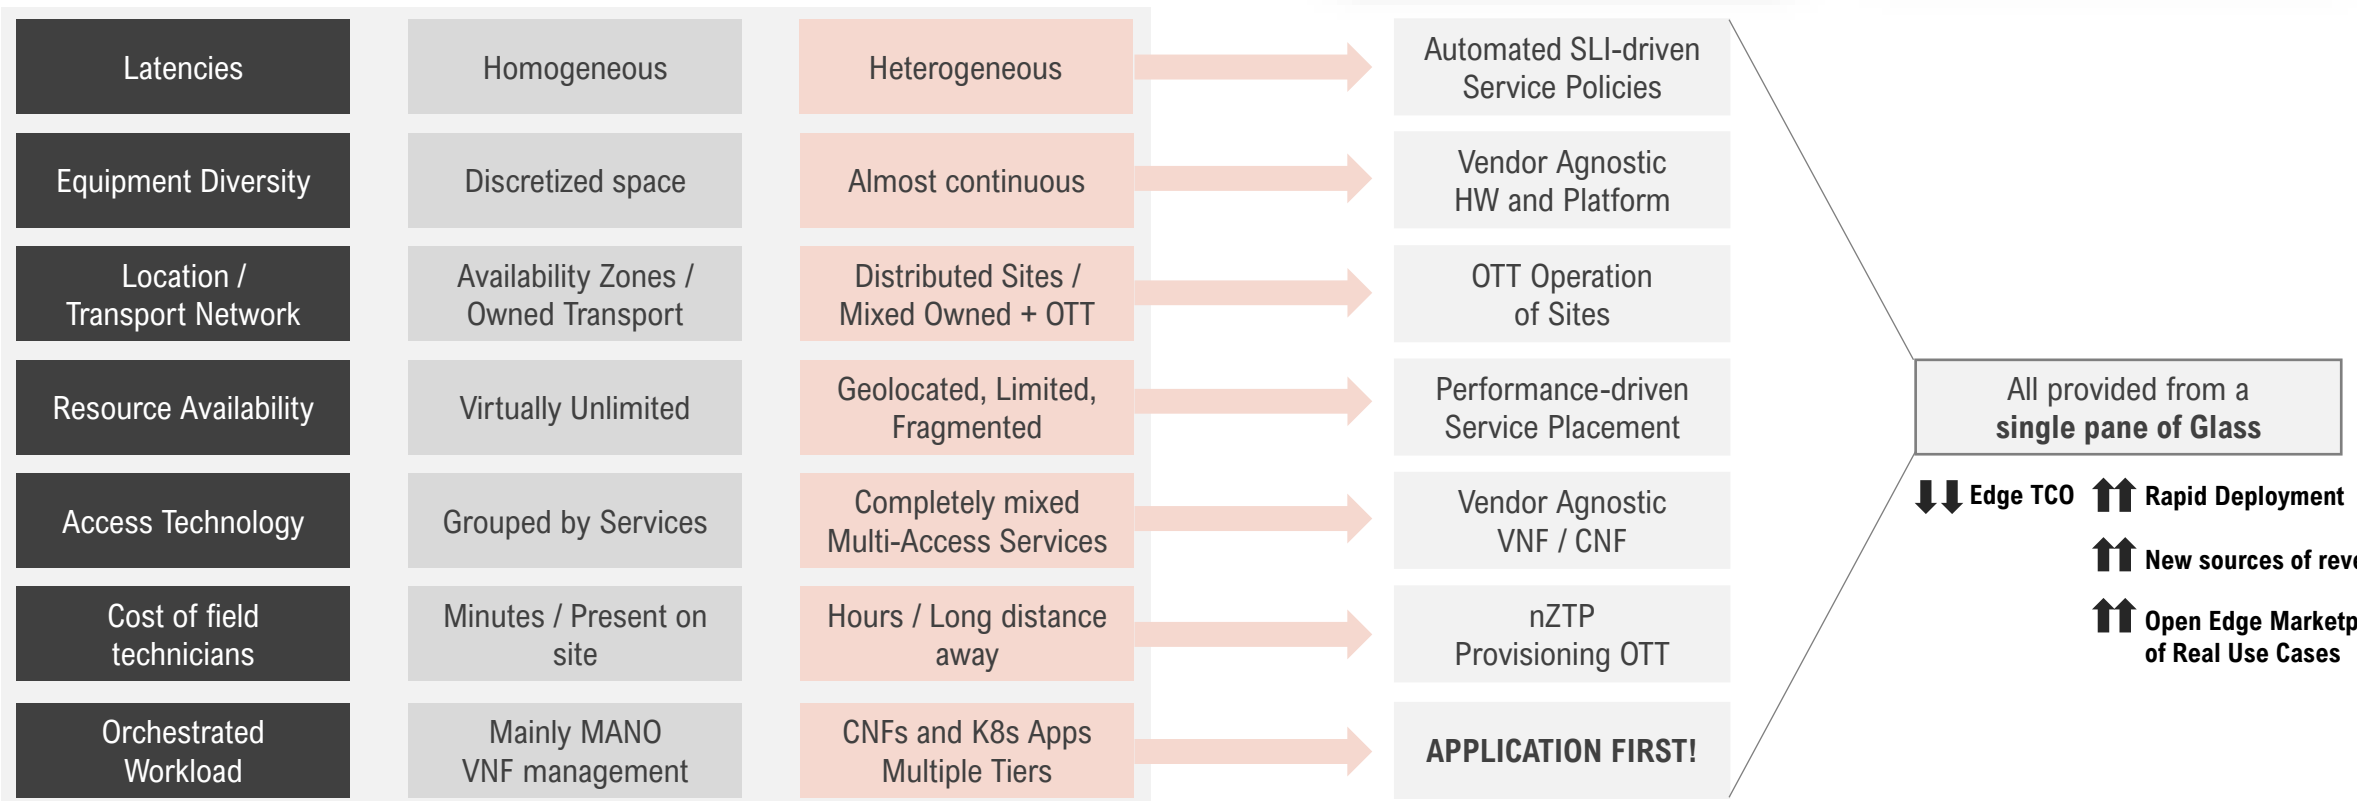 Latencies
Homogeneous
Heterogeneous
Automated SLI-driven
Service Policies
Equipment Diversity
Discretized space
Almost continuous
Vendor Agnostic
HW and Platform
Location /
Transport Network
Availability Zones /
Owned Transport
Distributed Sites /
Mixed Owned + OTT
OTT Operation
of Sites
Resource Availability
Virtually Unlimited
Geolocated, Limited,
Fragmented
Performance-driven
Service Placement
Access Technology
Grouped by Services
Completely mixed
Multi-Access Services
Vendor Agnostic
VNF / CNF
Cost of field
technicians
Minutes / Present on
site
Hours / Long distance
away
nZTP
Provisioning OTT
Orchestrated
Workload
Mainly MANO
VNF management
CNFs and K8s Apps
Multiple Tiers
APPLICATION FIRST!
All provided from a
single pane of Glass
Edge TCO
Rapid Deployment
New sources of
Open Edge
of Real Use Cases